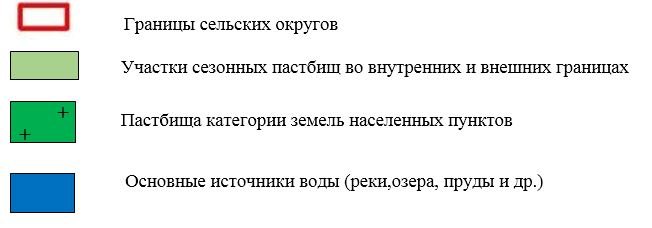 Границы сельских округов
Участки сезонных пастбищ во внутренних и внешних границах
Пастбища категории земель населенных пунктов
Основные источники воды (реки,озера, пруды и др.)